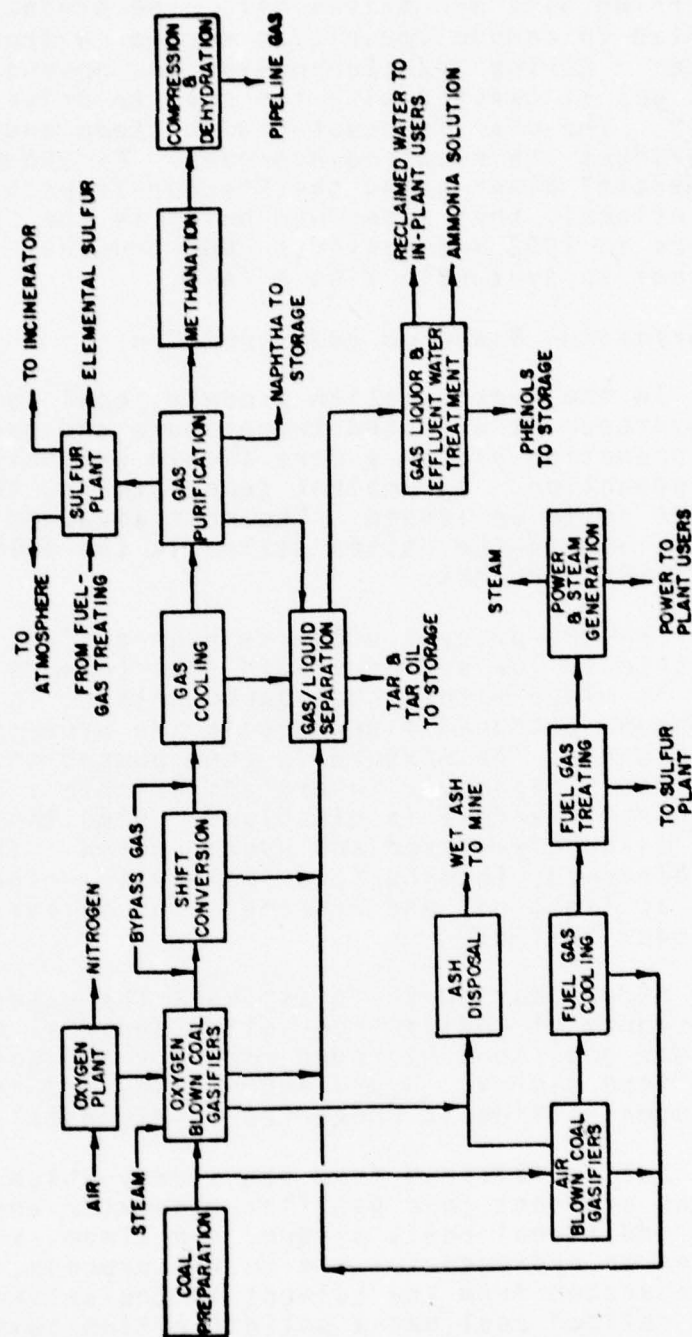 COAL
PREPARATION
AIR
OXYGEN
PLANT
NITROGEN
STEAM
OXYGEN
BLOWN COAL
GASIFIERS
BYPASS GAS
SHIFT
CONVERSION
GAS
COOLING
GAS
PURIFICATION
METHANATION
COMPRESSION
&
DEHYDRATION
PIPELINE GAS
TO
ATMOSPHERE
TO INCINERATOR
FROM FUEL-
GAS TREATING
SULFUR
PLANT
ELEMENTAL SULFUR
NAPHTHA TO
STORAGE
GAS/LIQUID
SEPARATION
TAR &
TAR OIL
TO STORAGE
GAS LIQUOR &
EFFLUENT WATER
TREATMENT
RECLAIMED WATER TO
IN-PLANT USERS
AMMONIA SOLUTION
PHENOLS
TO STORAGE
ASH
DISPOSAL
WET ASH
TO MINE
AIR
BLOWN COAL
GASIFIERS
FUEL GAS
COOLING
FUEL GAS
TREATING
TO SULFUR
PLANT
STEAM
POWER
& STEAM
GENERATION
POWER TO
PLANT USERS